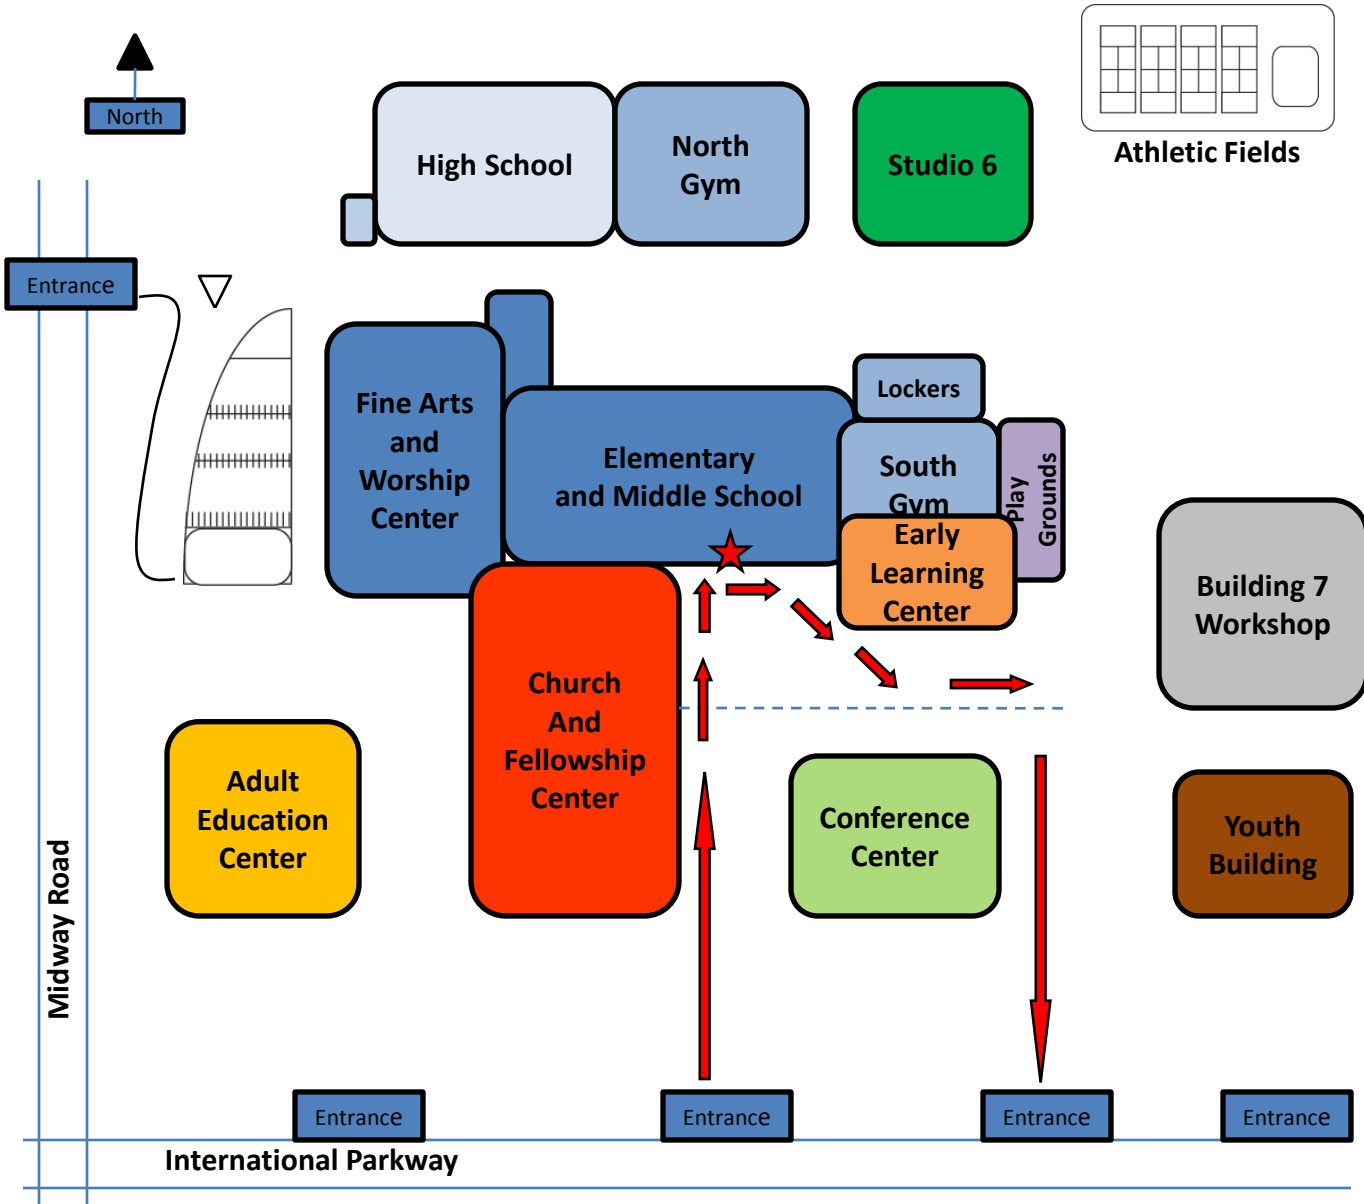 North
High School
North
Gym
Studio 6
Athletic Fields
Entrance
Fine Arts
and
Worship
Center
Elementary
and Middle School
Lockers
South
Gym
Play
Grounds
Early
Learning
Center
Building 7
Workshop
Church
And
Fellowship
Center
Adult
Education
Center
Conference
Center
Youth
Building
Midway Road
Entrance
Entrance
Entrance
Entrance
International Parkway